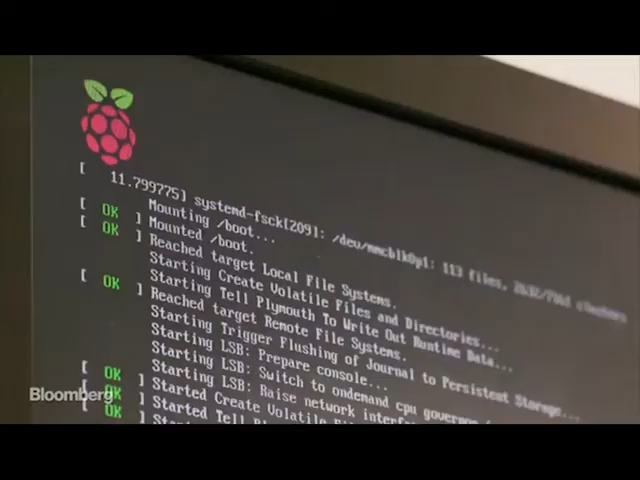 [   11.799775] systemd-fsck[209]: /dev/mmcblk0p1: 113 files, clusters
Mounting /boot...
[ OK ] Mounted /boot.
[ OK ] Reached target Local File Systems.
Starting Create Volatile Files and Directories...
Starting Tell Plymouth To Write Out Runtime Data...
[ OK ] Reached target Remote File Systems.
Starting Trigger Flushing of Journal to Persistent Storage...
Starting LSB: Prepare console...
Starting LSB: Switch to ondemand cpu governor
Starting LSB: Raise network interf
[ OK ] Started Create Volatile
[ OK ] Started Tell
[ OK ]
Bloomberg